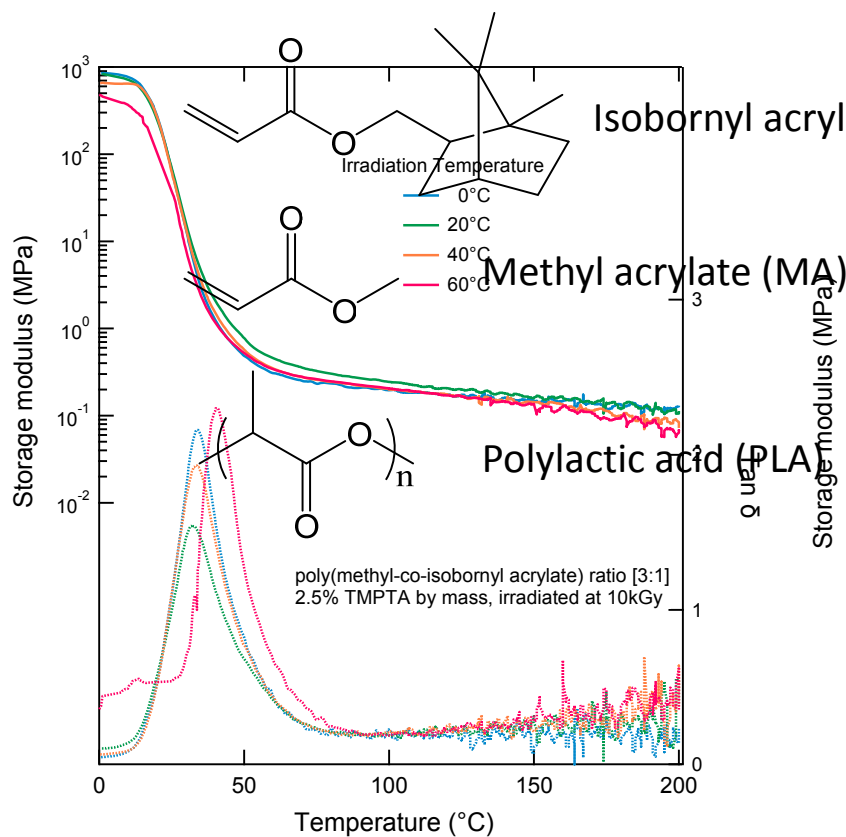 10³
10²
10¹
10⁰
10⁻¹
10⁻²
Storage modulus (MPa)
O
O
Isobornyl acryl
Irradiation Temperature
0°C
20°C
40°C
60°C
O
O
Methyl acrylate (MA)
O
O
n
Polylactic acid (PLA)
poly(methyl-co-isobornyl acrylate) ratio [3:1]
2.5% TMPTA by mass, irradiated at 10kGy
3
2
1
0
tan δ
Storage modulus (MPa)
0
50
100
150
200
Temperature (°C)